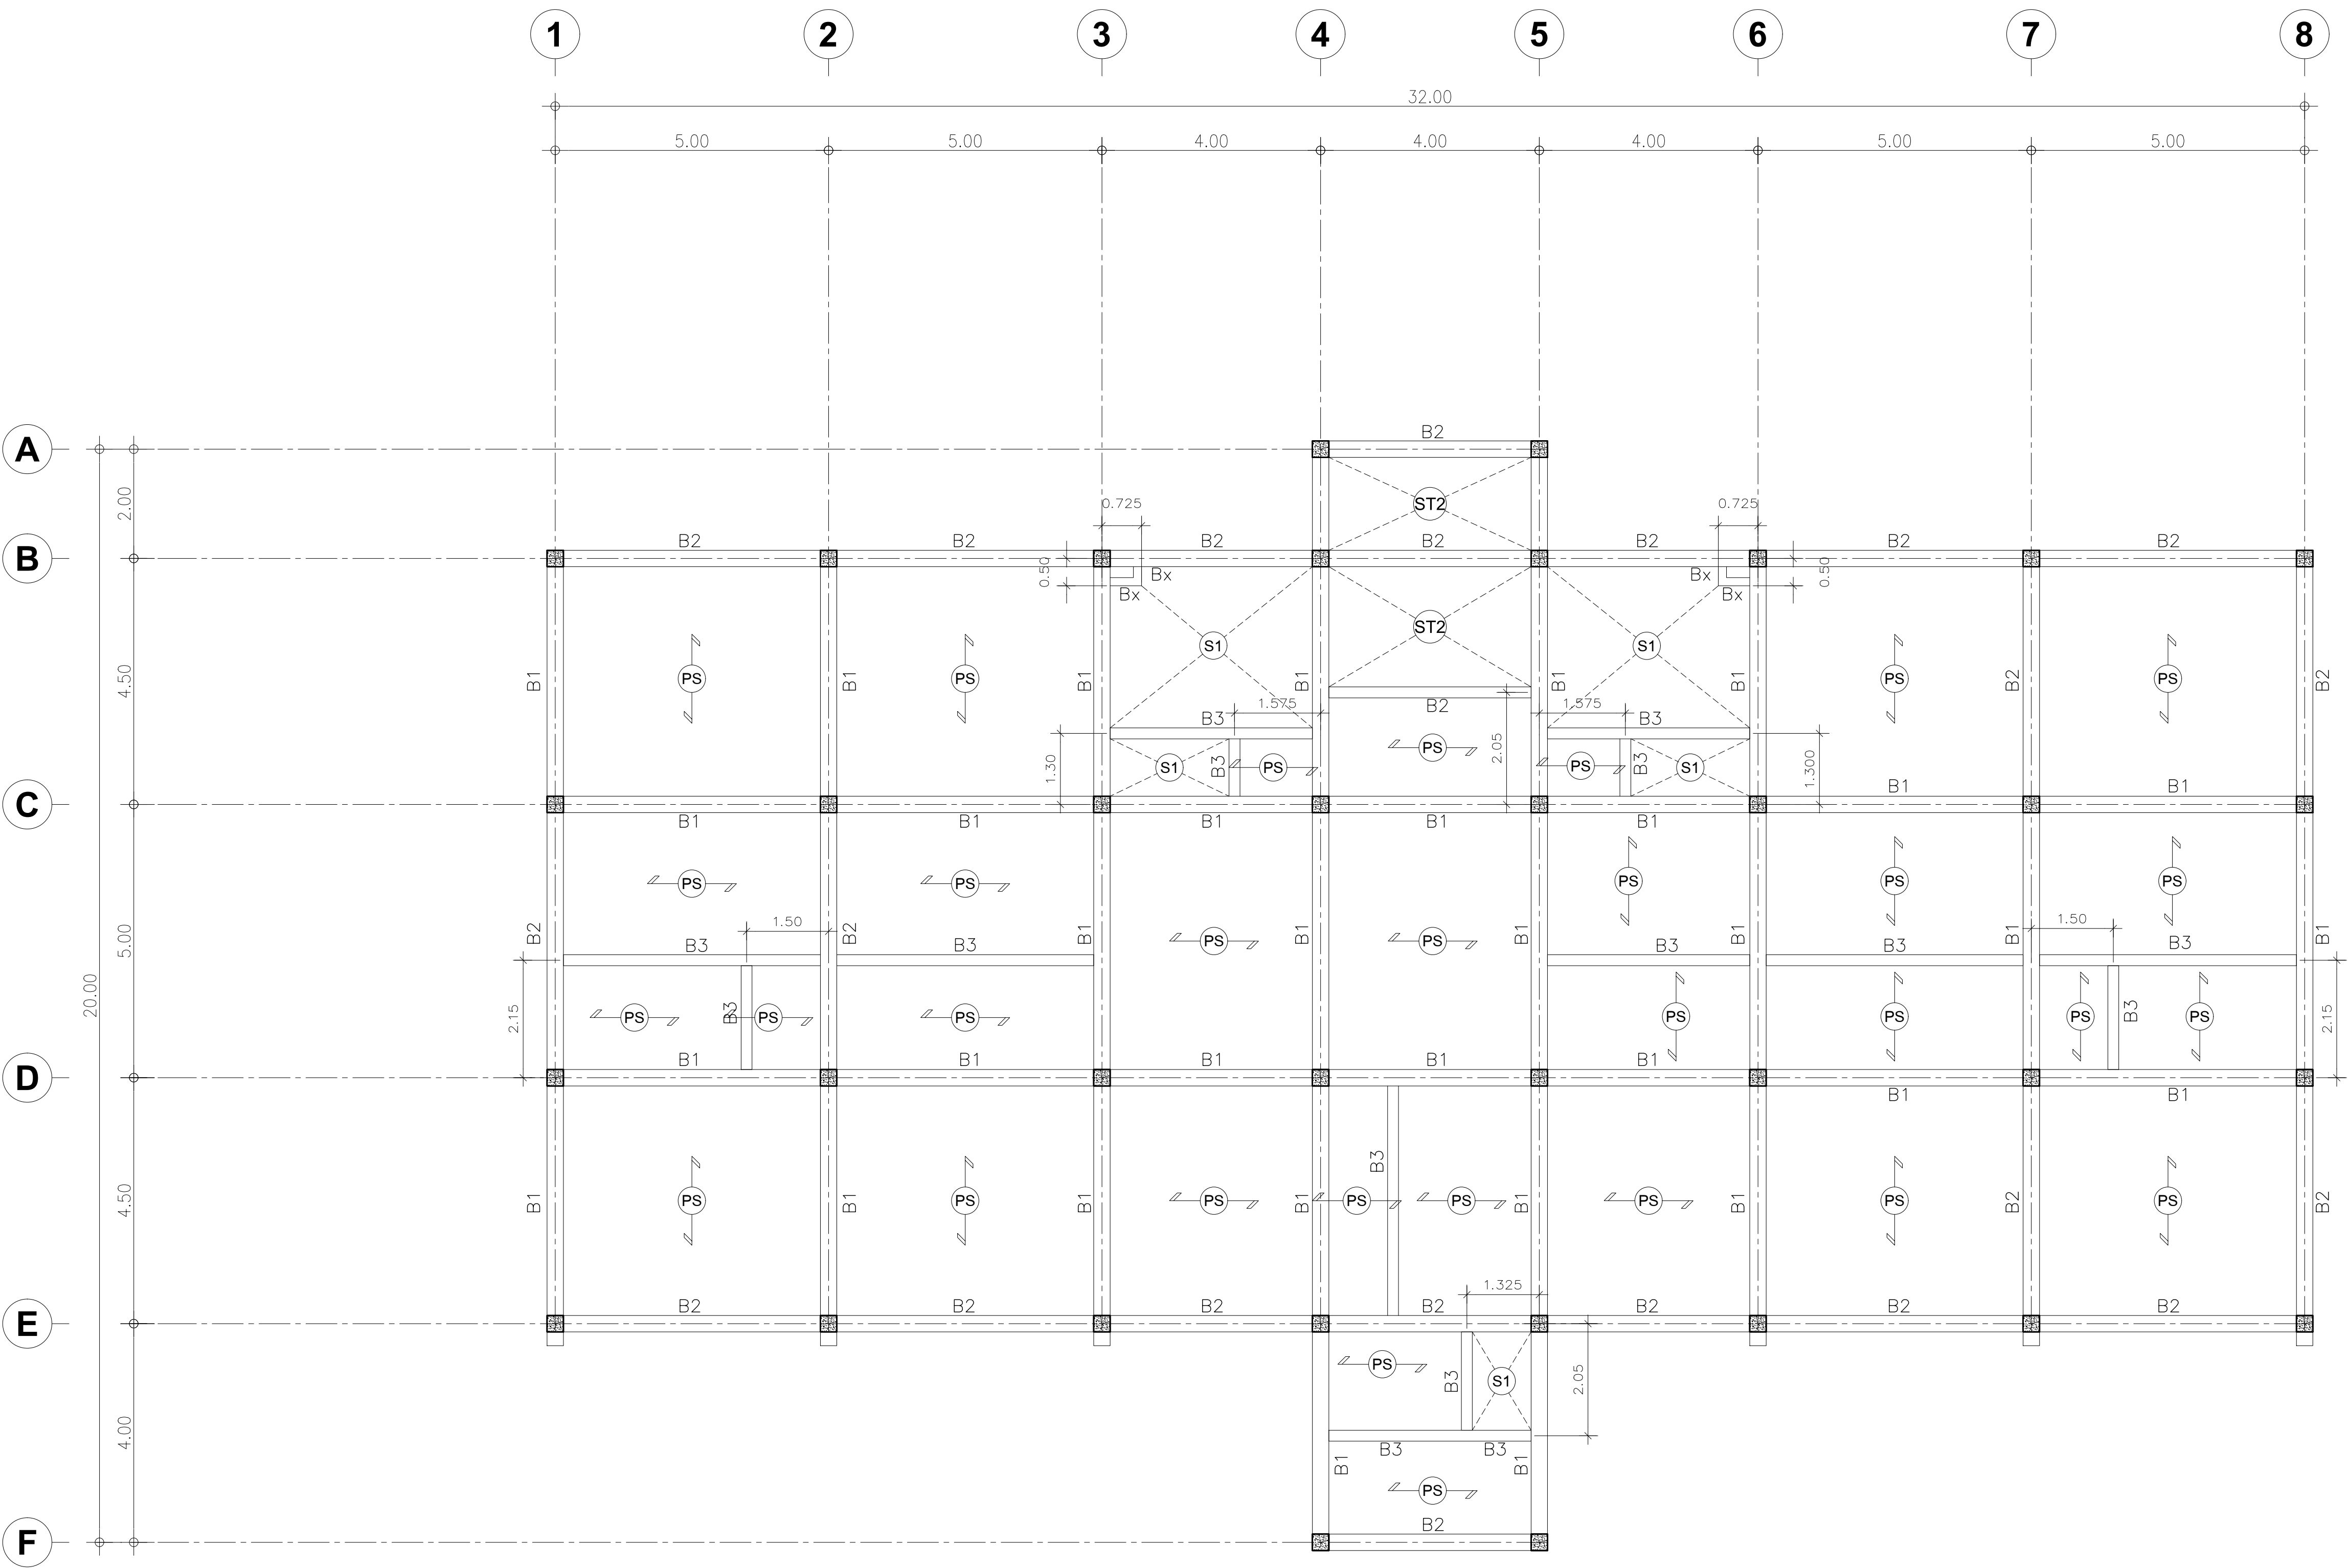 1 2 3 4 5 6 7 8
32.00
5.00 5.00 4.00 4.00 4.00 5.00 5.00
A
B2
2.00
0.725 ST2 0.725
B
B2 B2 B2 B2 B2 B2 B2
0.50 Bx Bx 0.50
Bx Bx
S1 ST2 S1
4.50
B1 PS B1 PS B1 B1 B1 B1 PS B2 PS B2
1.575 B2 1.575
B3 B3
1.30 S1 B3 PS PS 2.05 PS B3 S1 1.300
B1 B1
C
B1 B1 B1 B1 B1
PS PS PS PS PS
1.50 1.50
5.00
B2 B2 B1 PS B1 PS B1 B1 B1 B1
B3 B3 B3 B3 B3
20.00
2.15 PS B3 PS PS PS PS PS B3 PS 2.15
B1 B1 B1 B1 B1
D
B1 B1
B3
4.50
B1 PS B1 PS B1 PS B1 PS PS B1 PS B1 PS B2 PS B2
1.325
B2 B2 B2 B2 B2 B2 B2
E
PS
B3 S1 2.05
4.00
B3 B3
B1 B1
PS
B2
F